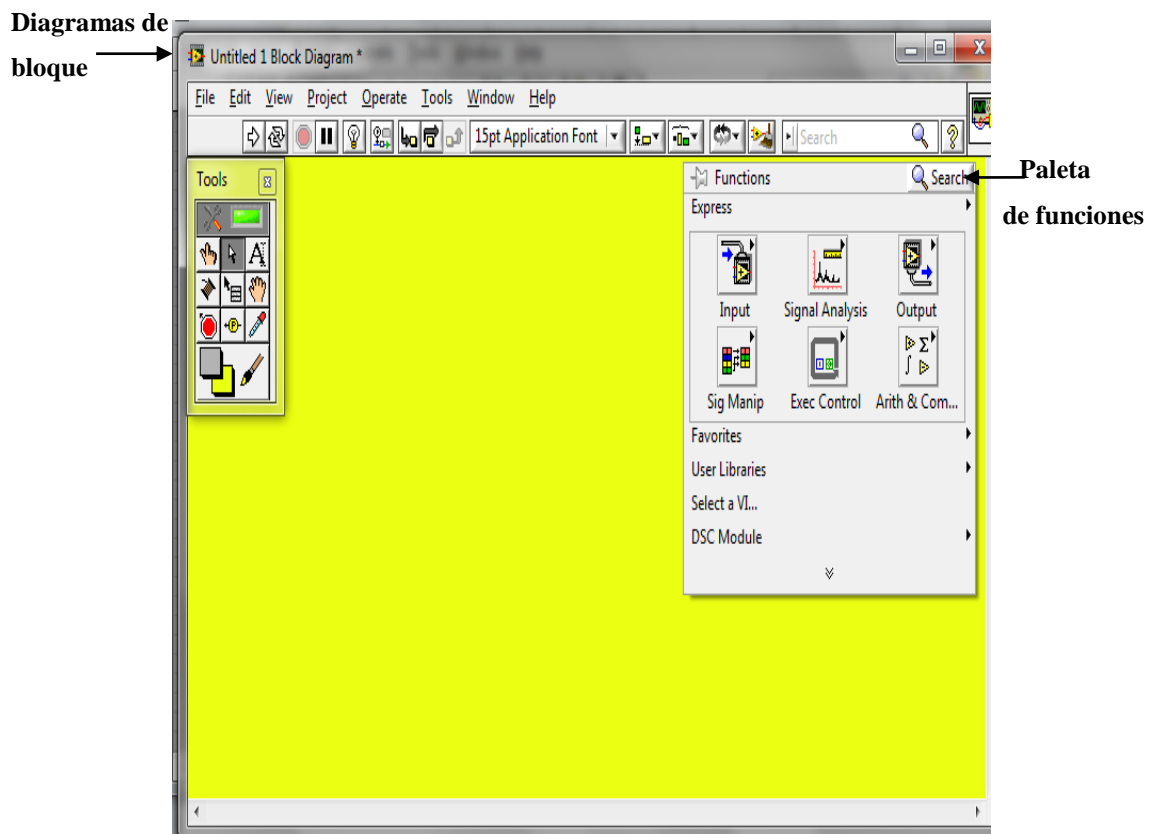 Diagramas de
bloque
Untitled 1 Block Diagram *
File Edit View Project Operate Tools Window Help
15pt Application Font
Search
Tools
Functions
Search
Paleta
de funciones
Express
Input Signal Analysis Output
Sig Manip Exec Control Arith & Com...
Favorites
User Libraries
Select a VI...
DSC Module